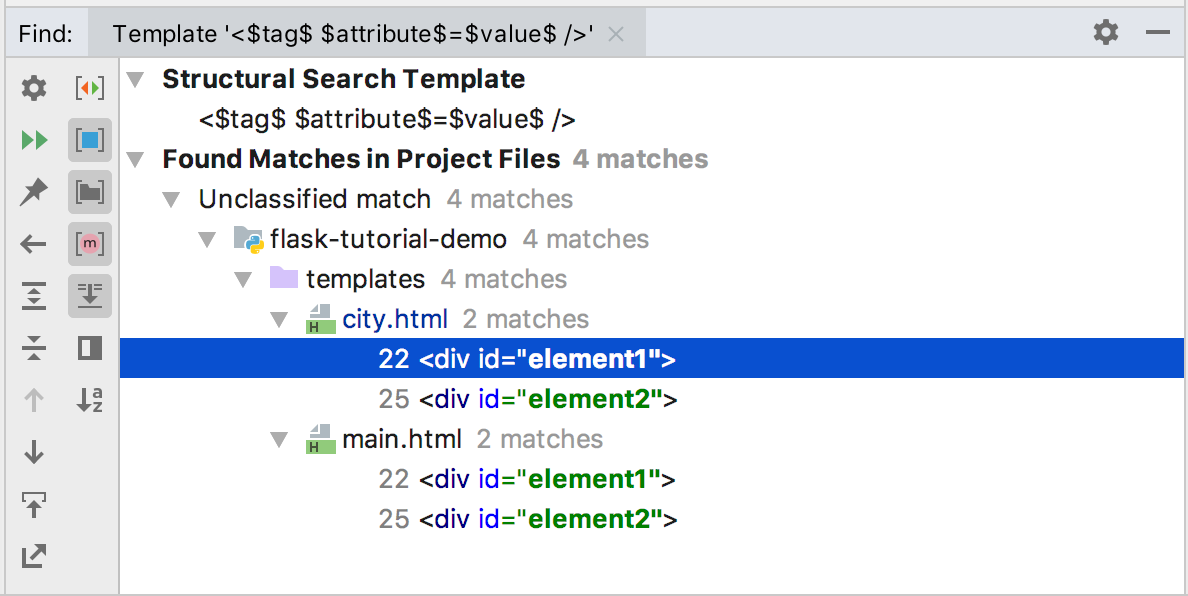 Find: Template '<$tag$ $attribute$=$value$ />'
Structural Search Template
<$tag$ $attribute$=$value$ />
Found Matches in Project Files 4 matches
Unclassified match 4 matches
flask-tutorial-demo 4 matches
templates 4 matches
H city.html 2 matches
22 <div id="element1">
25 <div id="element2">
H main.html 2 matches
22 <div id="element1">
25 <div id="element2">
m
a
z